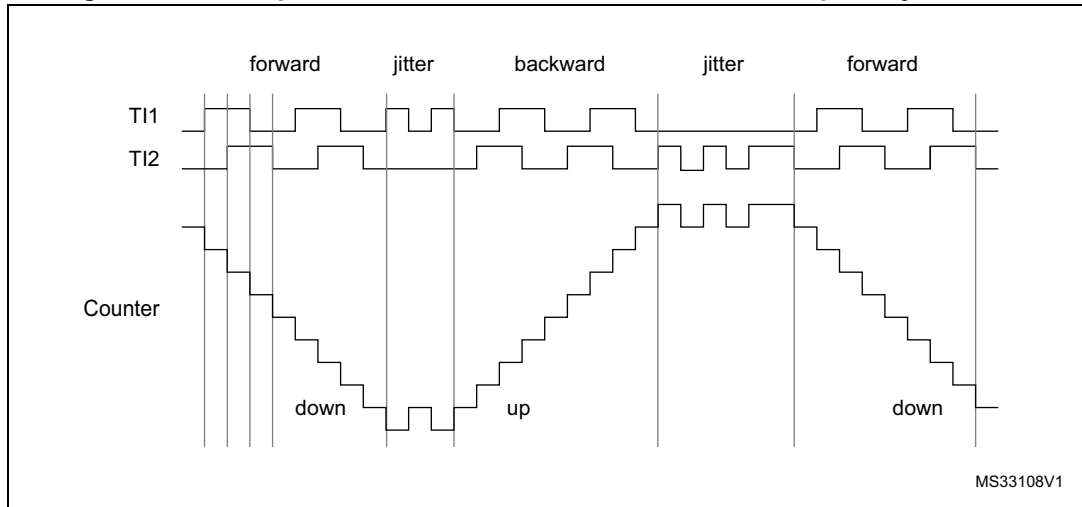 forward jitter backward jitter forward
TI1
TI2
Counter
down up down
MS33108V1